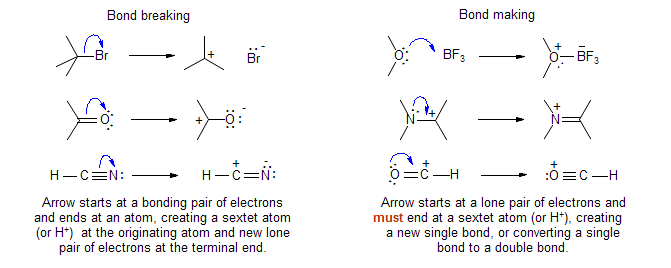 Bond breaking
Br + Br -
O: + O: -
H—C≡N: H—C=N: + -
Arrow starts at a bonding pair of electrons
and ends at an atom, creating a sextet atom
(or H⁺) at the originating atom and new lone
pair of electrons at the terminal end.
Bond making
O: BF₃ O—BF₃ + -
N + N +
O=C—H + :O≡C—H +
Arrow starts at a lone pair of electrons and
must end at a sextet atom (or H⁺), creating
a new single bond, or converting a single
bond to a double bond.